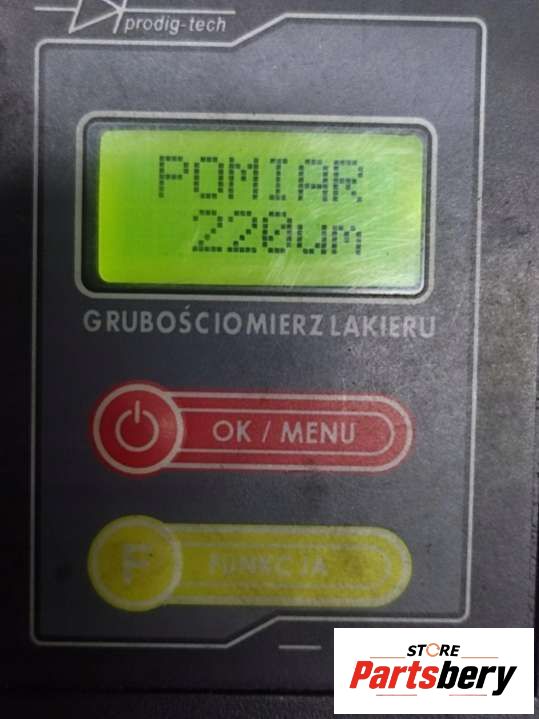 prodig-tech
POMIAR
220um
GRUBOŚCIOMIERZ LAKIERU
OK / MENU
F FUNKCJA
STORE
Partsbery